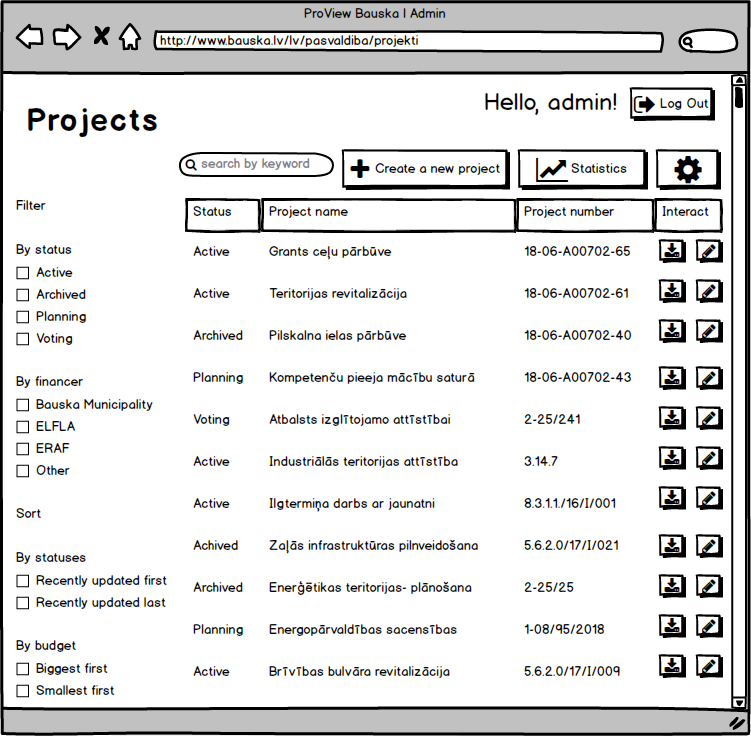 ProView Bauska | Admin
http://www.bauska.lv/lv/pasvaldiba/projekti
Hello, admin!
Log Out
Projects
search by keyword
Create a new project
Statistics
Filter
By status
Active
Archived
Planning
Voting
By financer
Bauska Municipality
ELFLA
ERAF
Other
Sort
By statuses
Recently updated first
Recently updated last
By budget
Biggest first
Smallest first
Status Project name Project number Interact
Active Grants ceļu pārbūve 18-06-A00702-65
Active Teritorijas revitalizācija 18-06-A00702-61
Archived Pilskalna ielas pārbūve 18-06-A00702-40
Planning Kompetenču pieeja mācību saturā 18-06-A00702-43
Voting Atbalsts izglītojamo attīstībai 2-25/241
Active Industriālās teritorijas attīstība 3.14.7
Active Ilgtermiņa darbs ar jaunatni 8.3.1.1./16/I/001
Achived Zaļās infrastruktūras pilnveidošana 5.6.2.0/17/I/021
Archived Enerģētikas teritorijas- plānošana 2-25/25
Planning Energopārvaldības sacensības 1-08/95/2018
Active Brīvības bulvāra revitalizācija 5.6.2.0/17/I/009